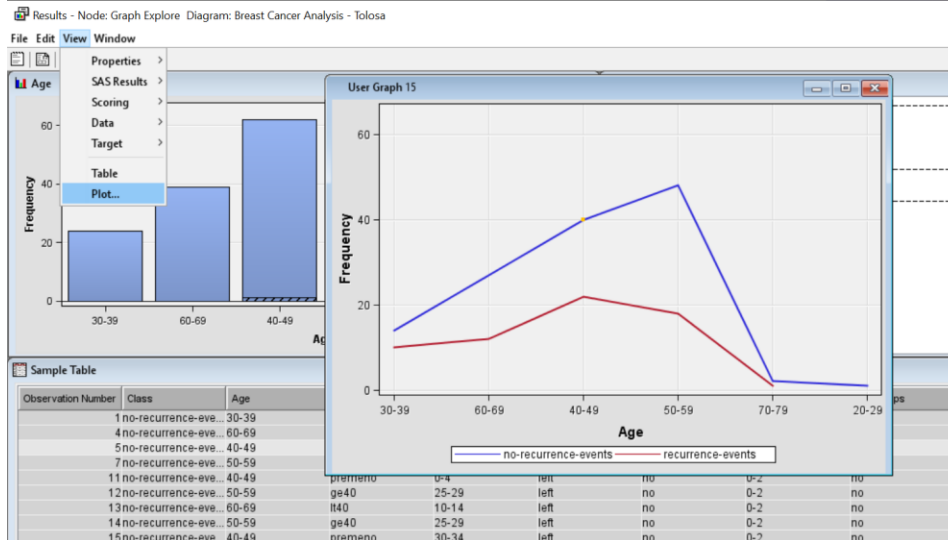 Results - Node: Graph Explore Diagram: Breast Cancer Analysis - Tolosa
File Edit View Window
Properties
SAS Results
Scoring
Data
Target
Table
Plot...
Age
60
40
20
0
Frequency
30-39 60-69 40-49
User Graph 15
60
40
20
0
Frequency
30-39 60-69 40-49 50-59 70-79 20-29
Age
no-recurrence-events recurrence-events
Sample Table
Observation Number Class Age
1 no-recurrence-eve... 30-39
4 no-recurrence-eve... 60-69
5 no-recurrence-eve... 40-49
7 no-recurrence-eve... 50-59
11 no-recurrence-eve... 40-49 premeno 0-4 left no 0-2 no
12 no-recurrence-eve... 50-59 ge40 25-29 left no 0-2 no
13 no-recurrence-eve... 60-69 lt40 10-14 left no 0-2 no
14 no-recurrence-eve... 50-59 ge40 25-29 left no 0-2 no
15 no-recurrence-eve... 40-49 premeno 30-34 left no 0-2 no